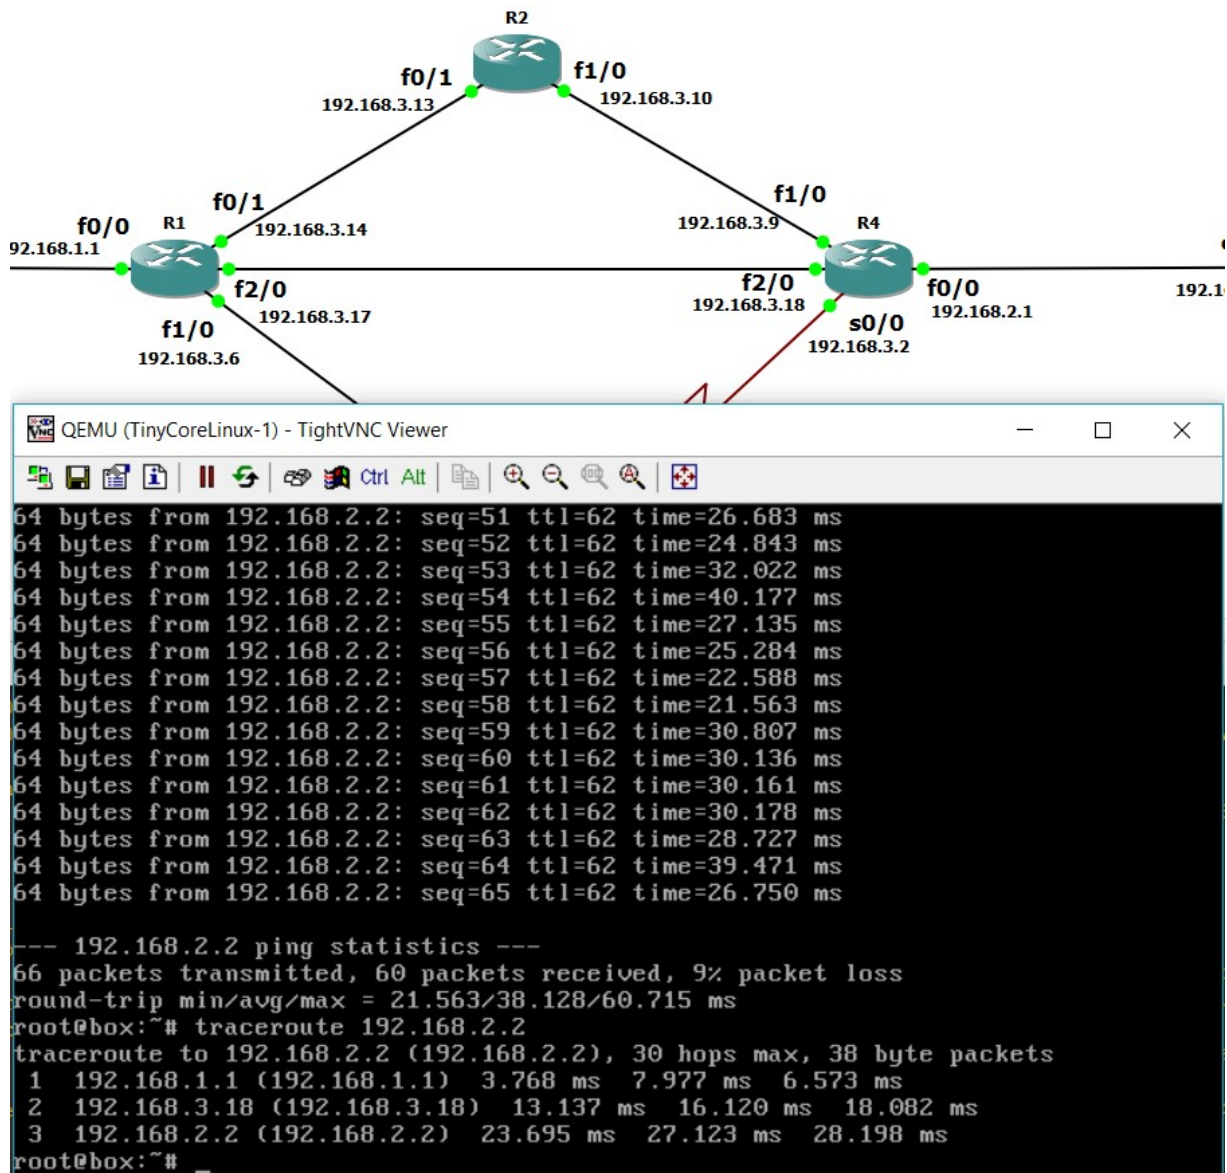 R2
f0/1
f1/0
192.168.3.13
192.168.3.10
f0/1
f1/0
f0/0
R1
192.168.3.14
192.168.3.9
R4
92.168.1.1
f2/0
f2/0
f0/0
192.168.3.17
192.168.3.18
192.168.2.1
192.1
f1/0
s0/0
192.168.3.6
192.168.3.2
QEMU (TinyCoreLinux-1) - TightVNC Viewer
Ctrl Alt
64 bytes from 192.168.2.2: seq=51 ttl=62 time=26.683 ms
64 bytes from 192.168.2.2: seq=52 ttl=62 time=24.843 ms
64 bytes from 192.168.2.2: seq=53 ttl=62 time=32.022 ms
64 bytes from 192.168.2.2: seq=54 ttl=62 time=40.177 ms
64 bytes from 192.168.2.2: seq=55 ttl=62 time=27.135 ms
64 bytes from 192.168.2.2: seq=56 ttl=62 time=25.284 ms
64 bytes from 192.168.2.2: seq=57 ttl=62 time=22.588 ms
64 bytes from 192.168.2.2: seq=58 ttl=62 time=21.563 ms
64 bytes from 192.168.2.2: seq=59 ttl=62 time=30.807 ms
64 bytes from 192.168.2.2: seq=60 ttl=62 time=30.136 ms
64 bytes from 192.168.2.2: seq=61 ttl=62 time=30.161 ms
64 bytes from 192.168.2.2: seq=62 ttl=62 time=30.178 ms
64 bytes from 192.168.2.2: seq=63 ttl=62 time=28.727 ms
64 bytes from 192.168.2.2: seq=64 ttl=62 time=39.471 ms
64 bytes from 192.168.2.2: seq=65 ttl=62 time=26.750 ms
--- 192.168.2.2 ping statistics ---
66 packets transmitted, 60 packets received, 9% packet loss
round-trip min/avg/max = 21.563/38.128/60.715 ms
root@box:~# traceroute 192.168.2.2
traceroute to 192.168.2.2 (192.168.2.2), 30 hops max, 38 byte packets
1 192.168.1.1 (192.168.1.1) 3.768 ms 7.977 ms 6.573 ms
2 192.168.3.18 (192.168.3.18) 13.137 ms 16.120 ms 18.082 ms
3 192.168.2.2 (192.168.2.2) 23.695 ms 27.123 ms 28.198 ms
root@box:~# _